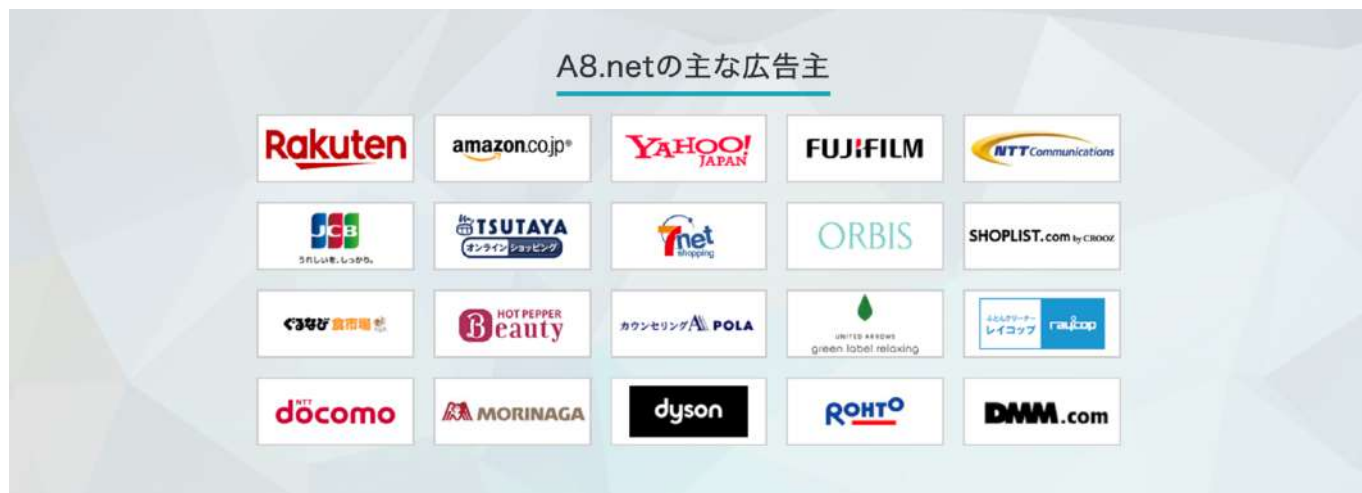 A8.netの主な広告主
Rakuten
amazon.co.jp®
YAHOO!
JAPAN
FUJIFILM
NTT Communications
JCB
うれしいを、しっかり。
TSUTAYA
オンライン ショッピング
7net
shopping
ORBIS
SHOPLIST.com by CROOZ
ぐるなび 食市場
HOT PEPPER
Beauty
カウンセリング POLA
UNITED ARROWS
green label relaxing
ふとんクリーナー
レイコップ
raycop
NTT
docomo
MORINAGA
dyson
ROHTO
DMM.com